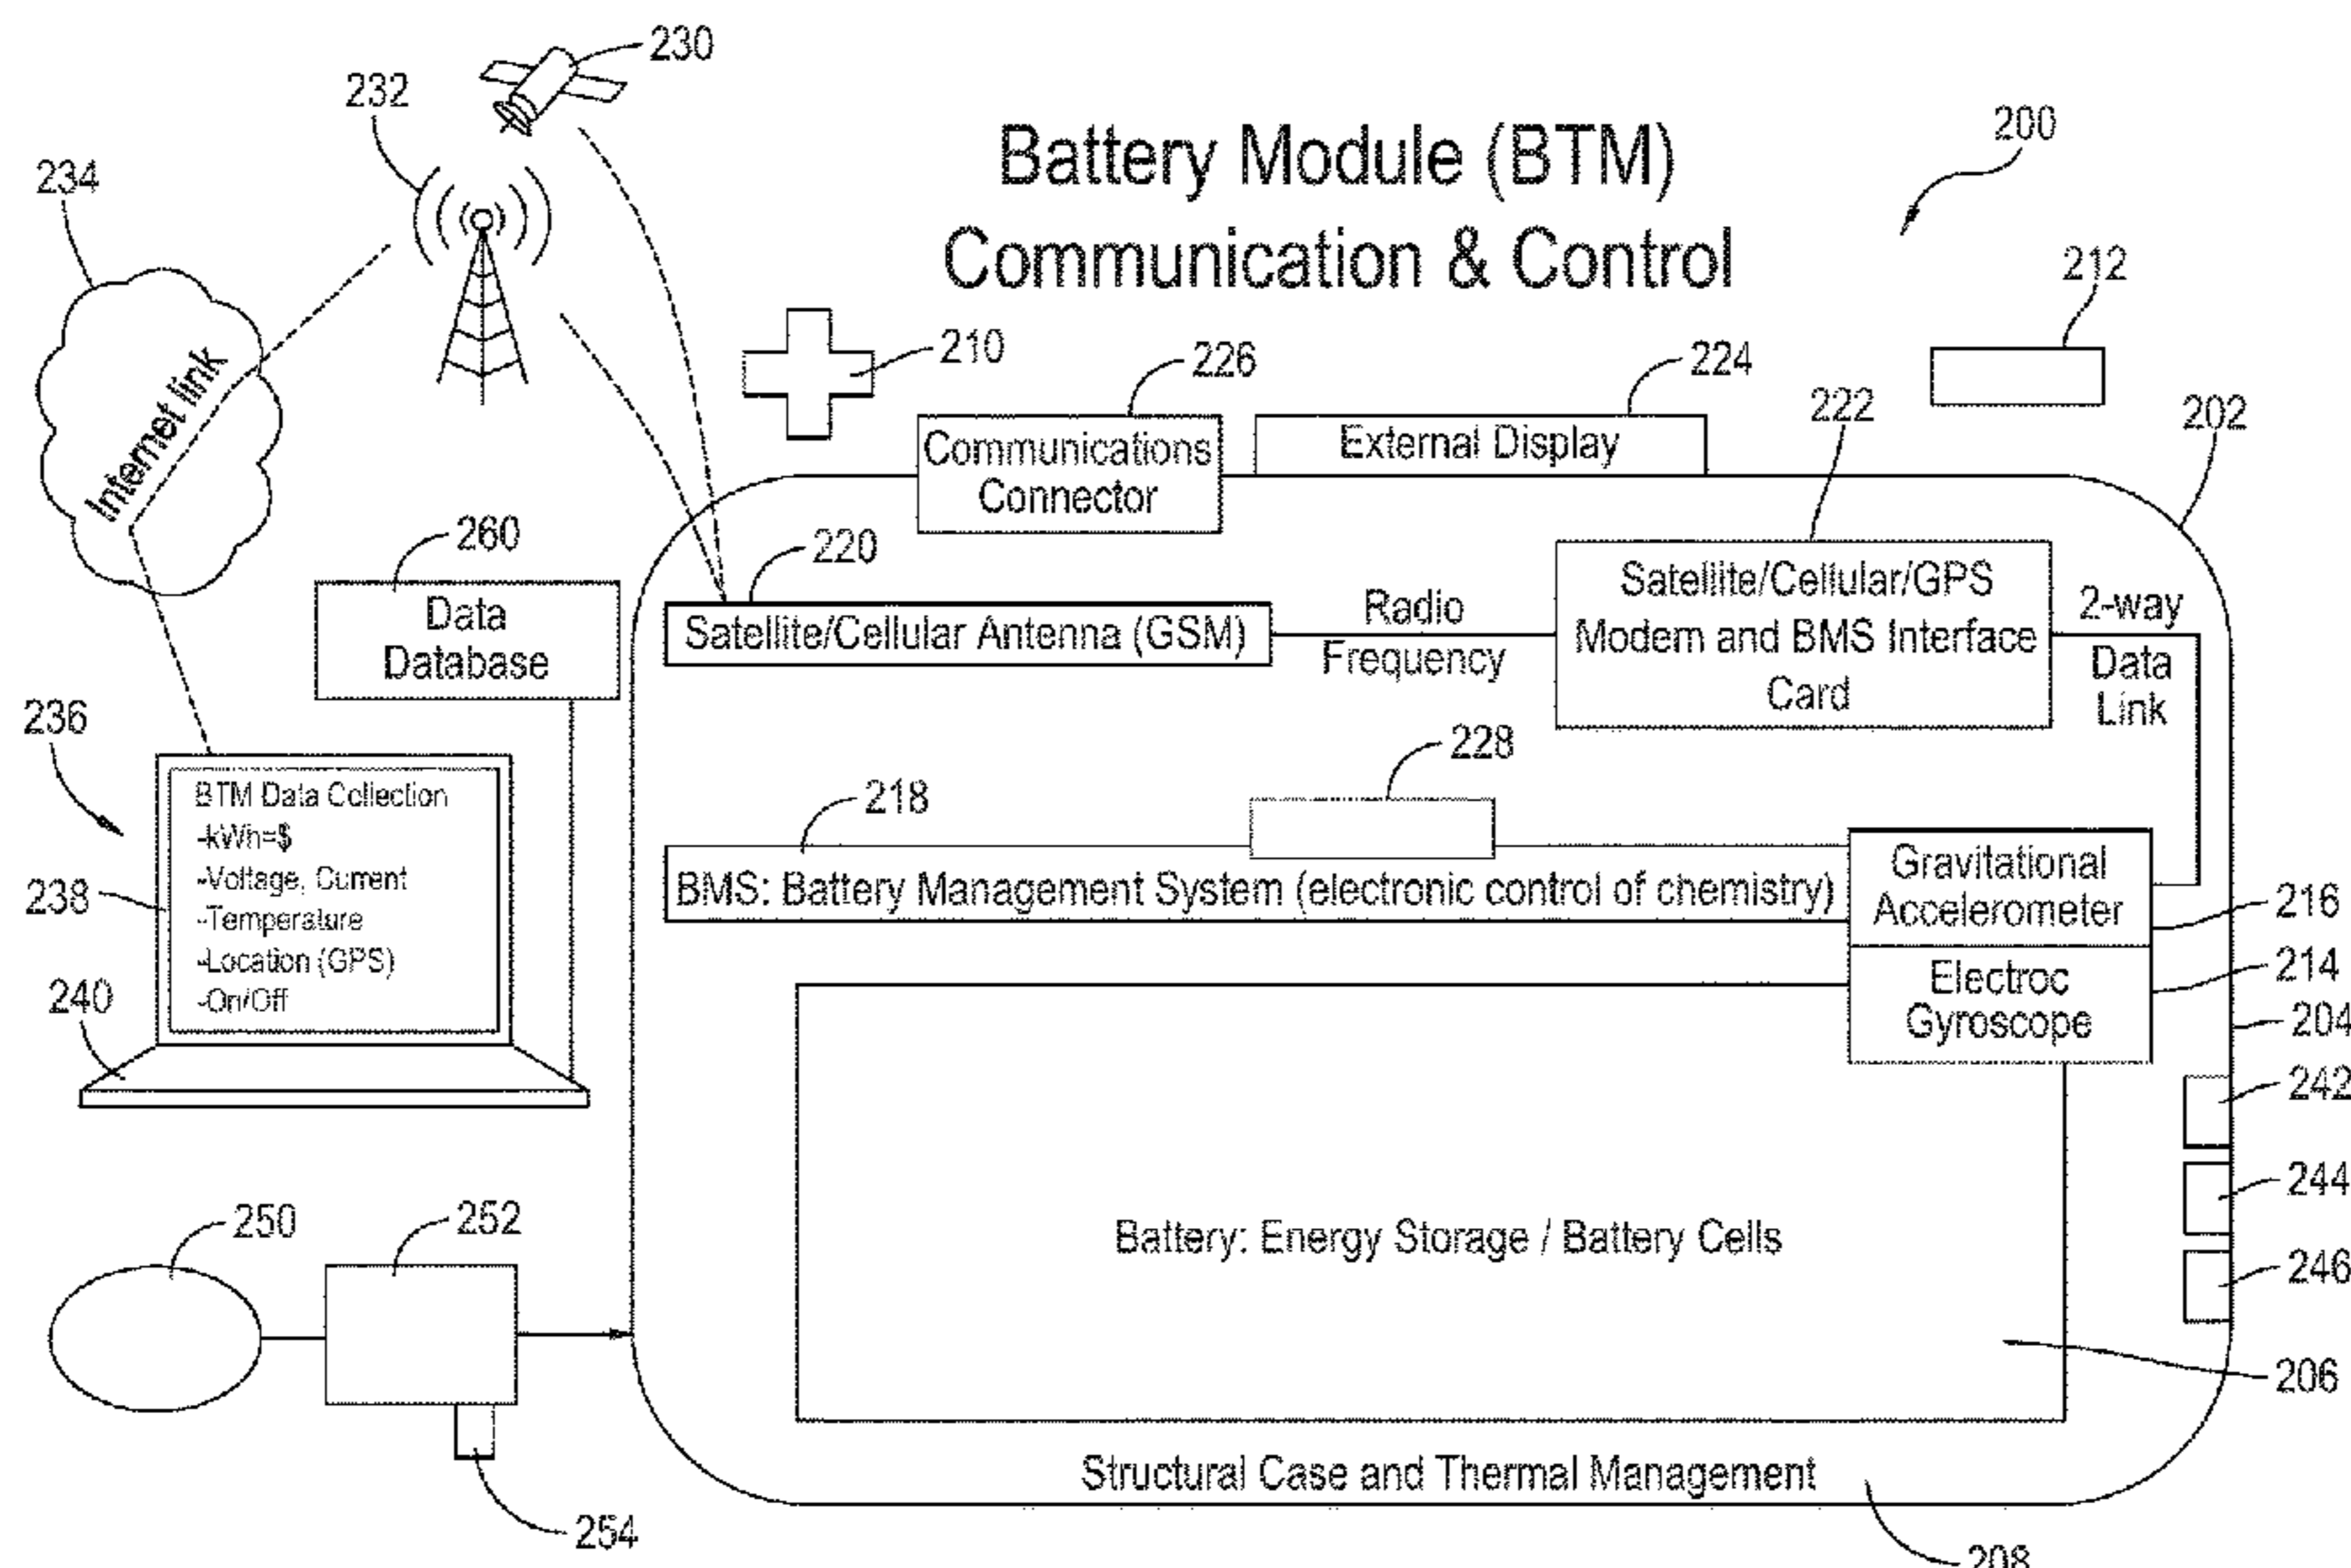 230
232
200
234
Battery Module (BTM)
Communication & Control
212
210
226
224
222
202
Internet link
Communications
Connector
External Display
260
220
Data
Database
Satellite/Cellular Antenna (GSM)
Radio
Frequency
Satellite/Cellular/GPS
Modem and BMS Interface
Card
2-way
Data
Link
236
228
218
BTM Data Collection
-kWh=$
-Voltage, Current
-Temperature
-Location (GPS)
-On/Off
238
240
BMS: Battery Management System (electronic control of chemistry)
Gravitational
Accelerometer
216
Electroc
Gyroscope
214
204
242
244
246
250
252
Battery: Energy Storage / Battery Cells
206
Structural Case and Thermal Management
254
208